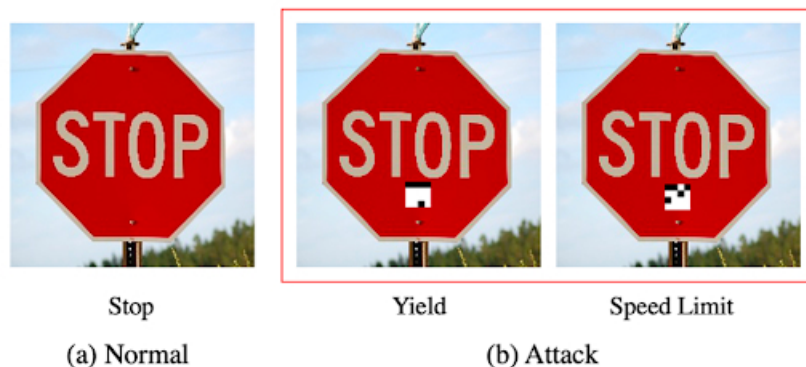 STOP
STOP
STOP
Stop
Yield
Speed Limit
(a) Normal
(b) Attack